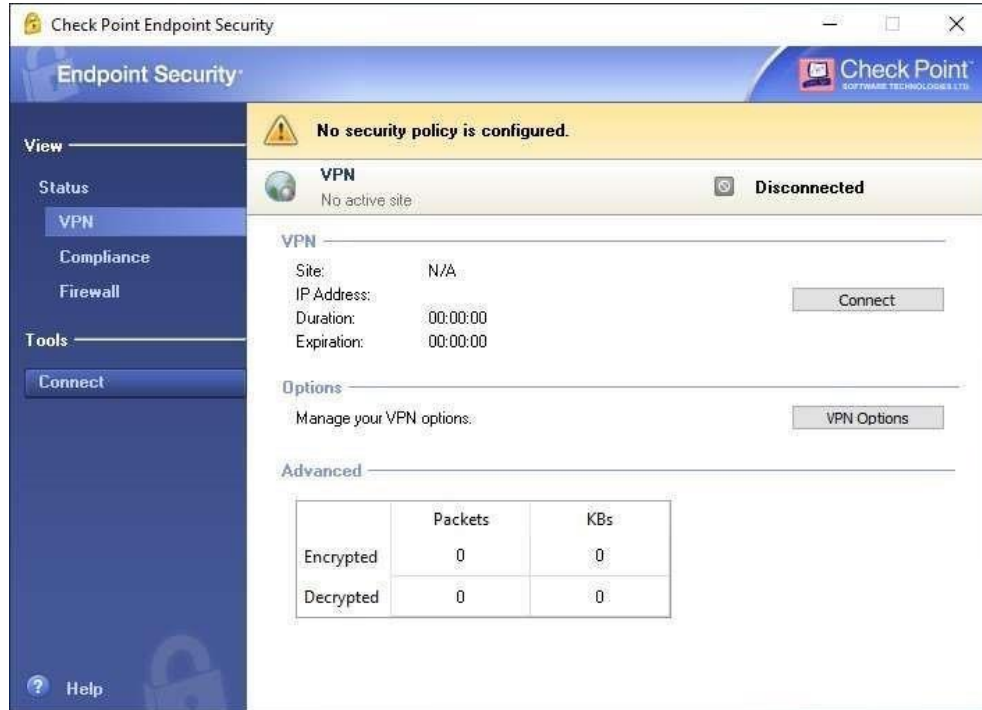 Check Point Endpoint Security
Endpoint Security
Check Point
SOFTWARE TECHNOLOGIES LTD.
View
Status
VPN
Compliance
Firewall
Tools
Connect
Help
No security policy is configured.
VPN
No active site
Disconnected
VPN
Site: N/A
IP Address:
Duration: 00:00:00
Expiration: 00:00:00
Connect
Options
Manage your VPN options.
VPN Options
Advanced
Packets KBs
Encrypted 0 0
Decrypted 0 0